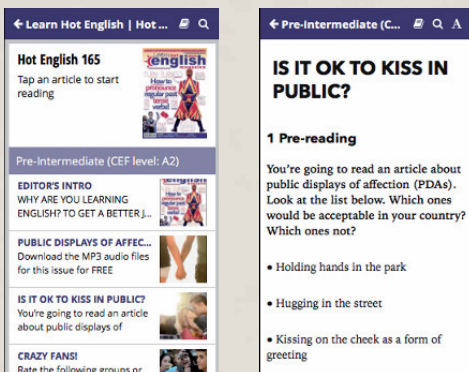 Learn Hot English | Hot ...
Hot English 165
Tap an article to start
reading
english
How to
pronounce
regular past
tense
verbs!
Pre-Intermediate (CEF level: A2)
EDITOR'S INTRO
WHY ARE YOU LEARNING
ENGLISH? TO GET A BETTER J...
PUBLIC DISPLAYS OF AFFEC...
Download the MP3 audio files
for this issue for FREE
IS IT OK TO KISS IN PUBLIC?
You're going to read an article
about public displays of
CRAZY FANS!
Rate the following groups or
Pre-Intermediate (C...
A
IS IT OK TO KISS IN
PUBLIC?
1 Pre-reading
You're going to read an article about
public displays of affection (PDAs).
Look at the list below. Which ones
would be acceptable in your country?
Which ones not?
• Holding hands in the park
• Hugging in the street
• Kissing on the cheek as a form of
greeting